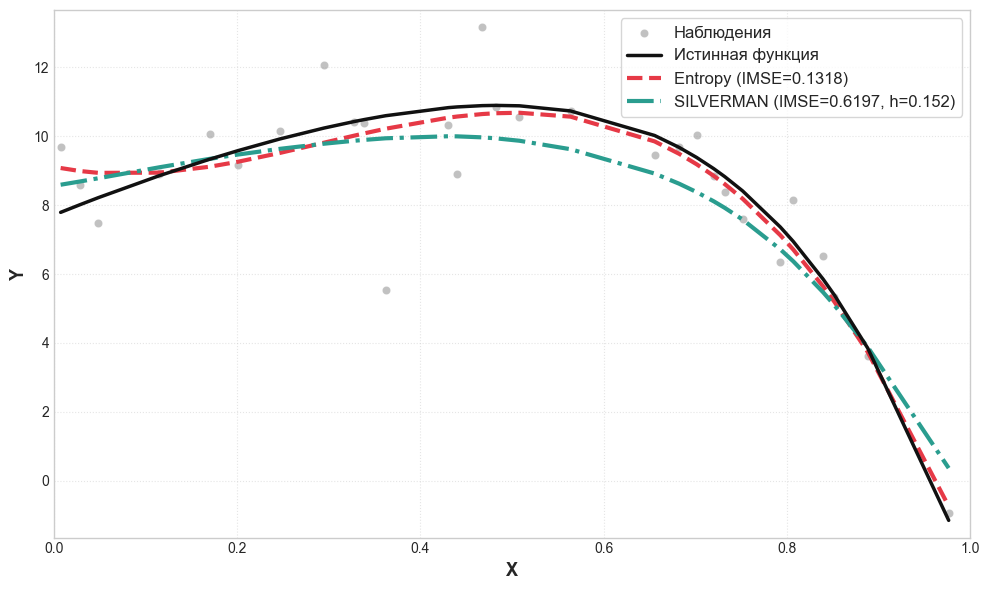 Наблюдения
Истинная функция
Entropy (IMSE=0.1318)
SILVERMAN (IMSE=0.6197, h=0.152)
12
10
8
6
4
2
0
Y
0.0 0.2 0.4 0.6 0.8 1.0
X